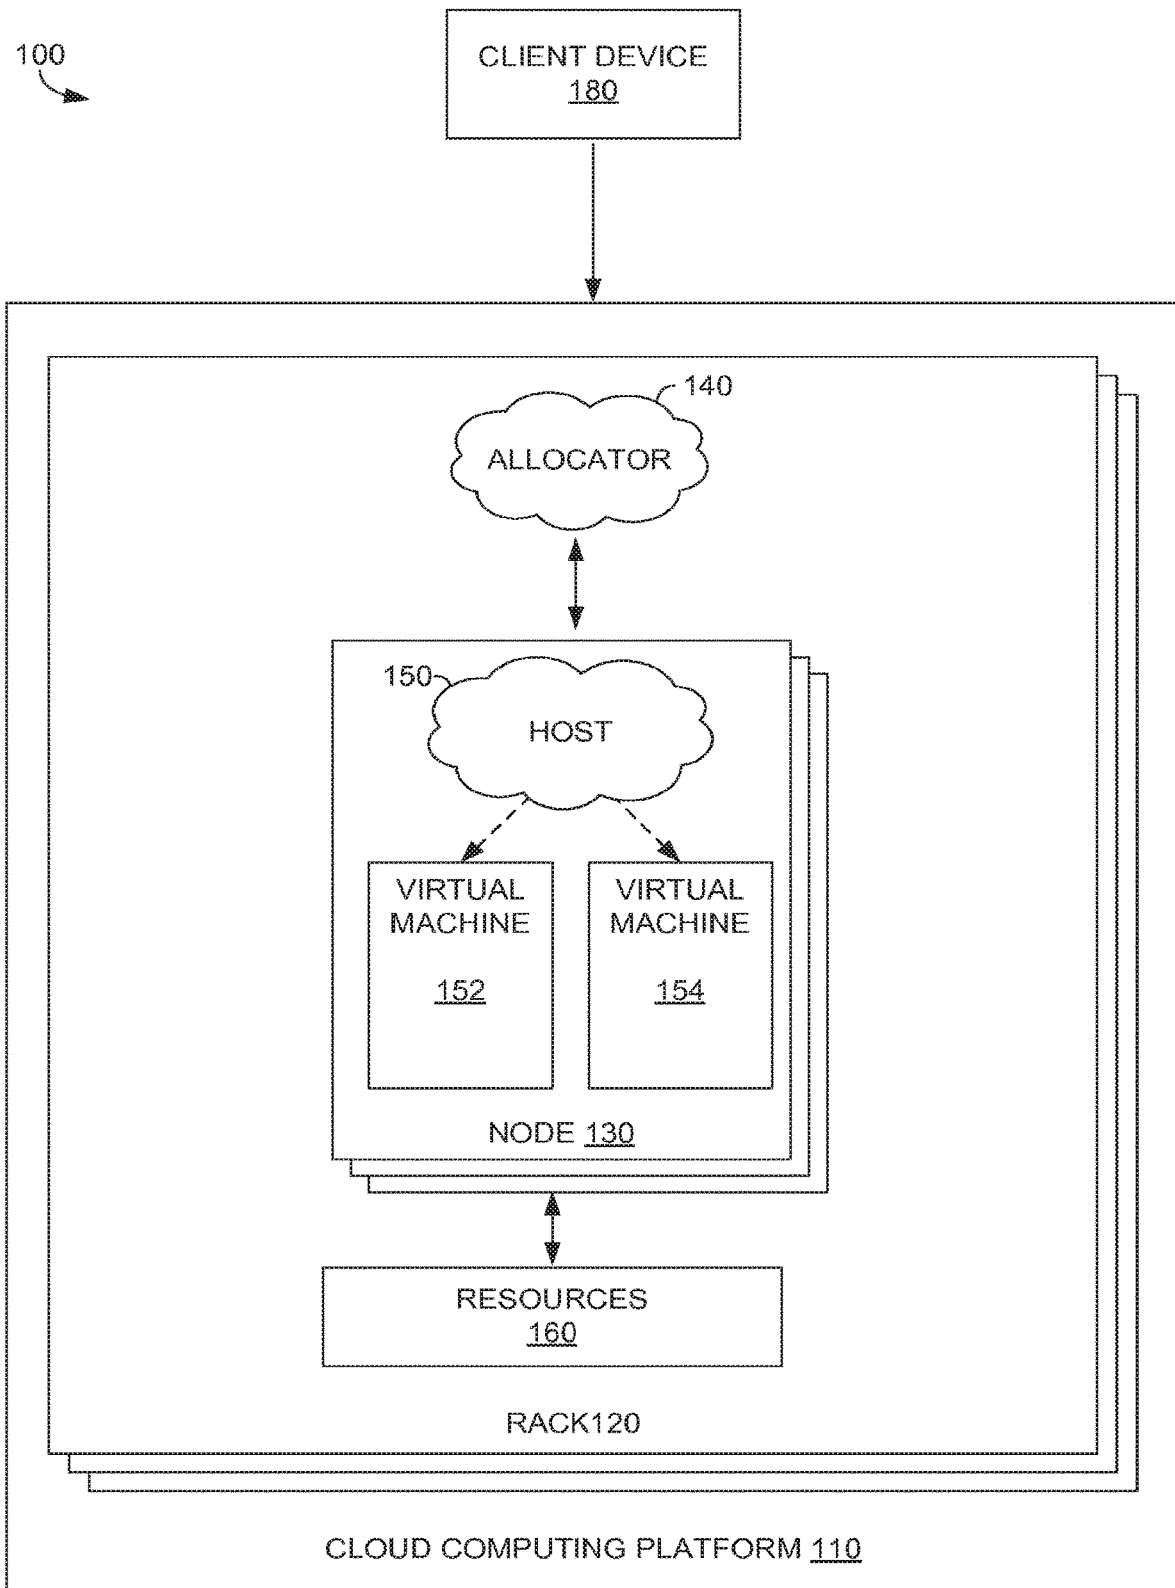 100
CLIENT DEVICE
180
140
ALLOCATOR
150
HOST
VIRTUAL
MACHINE
152
VIRTUAL
MACHINE
154
NODE 130
RESOURCES
160
RACK120
CLOUD COMPUTING PLATFORM 110